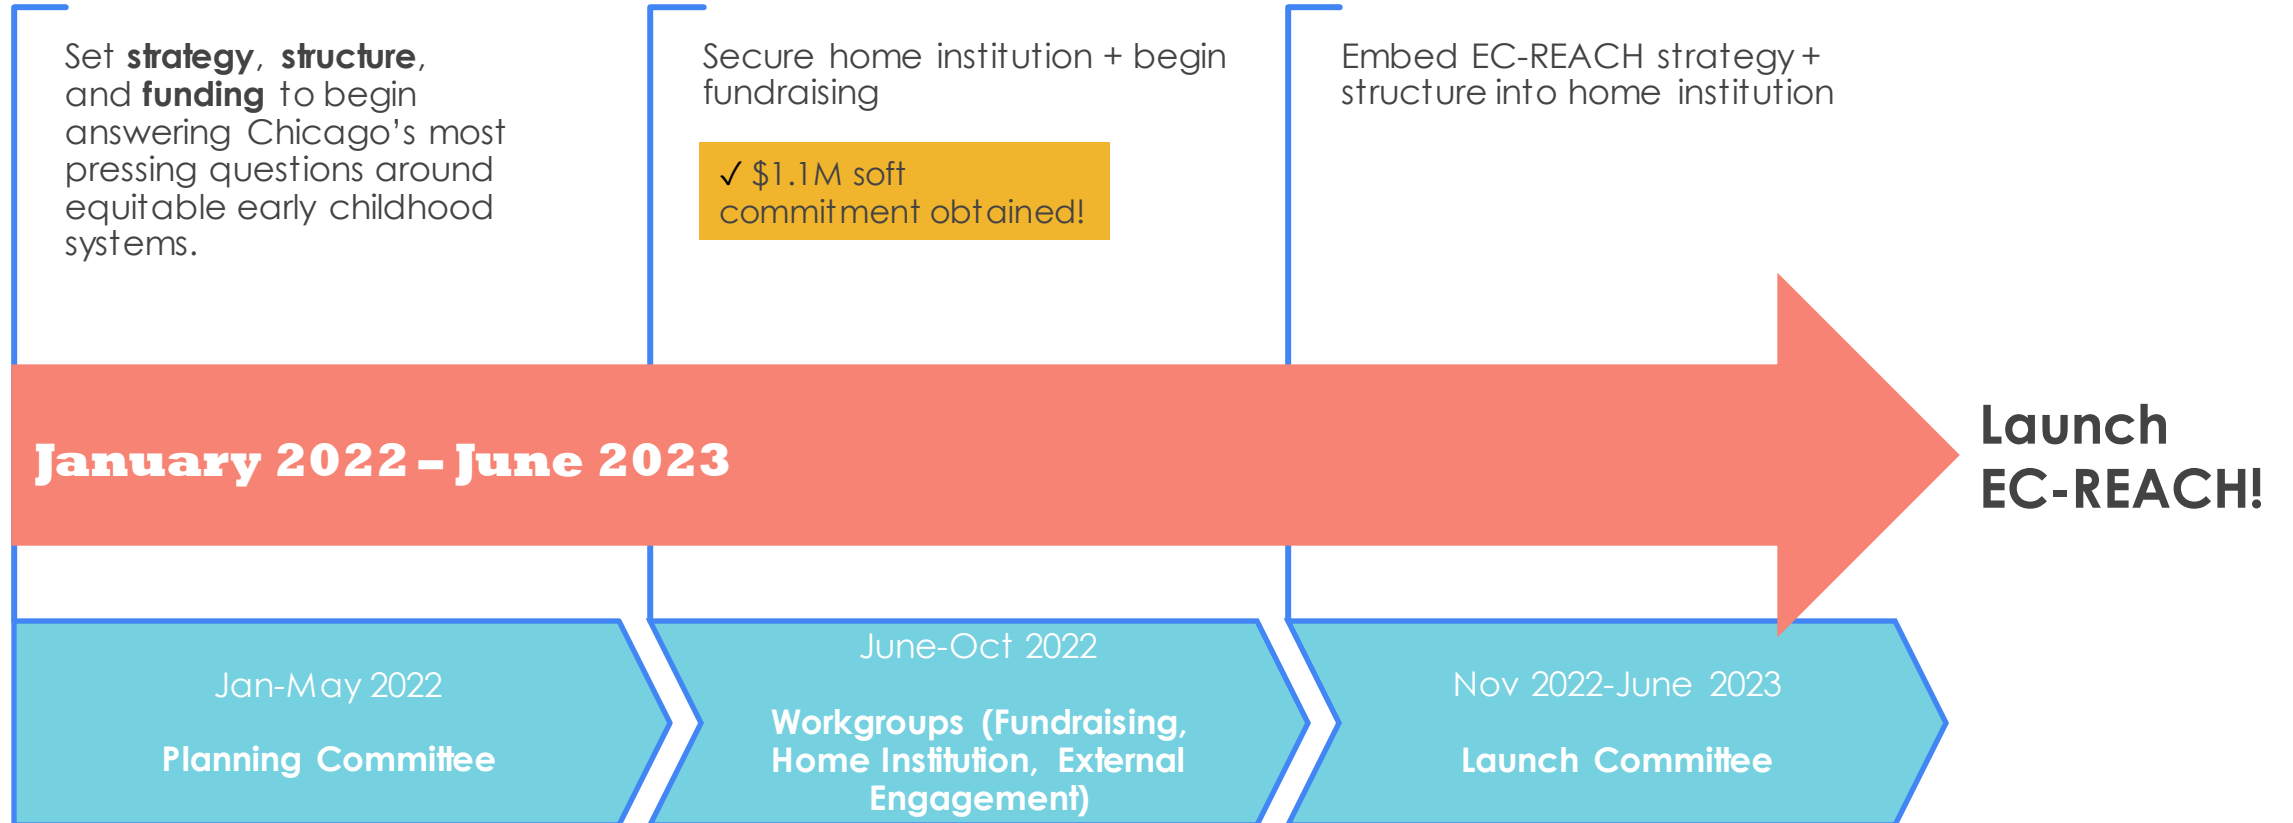 Set strategy, structure,
and funding to begin
answering Chicago’s most
pressing questions around
equitable early childhood
systems.
Secure home institution + begin
fundraising
✓ $1.1M soft
commitment obtained!
Embed EC-REACH strategy +
structure into home institution
January 2022 – June 2023
Launch
EC-REACH!
Jan-May 2022
Planning Committee
June-Oct 2022
Workgroups (Fundraising,
Home Institution, External
Engagement)
Nov 2022-June 2023
Launch Committee